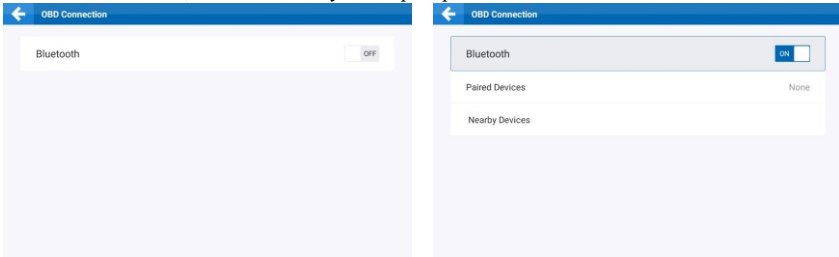 OBD Connection
Bluetooth
OFF
OBD Connection
Bluetooth
ON
Paired Devices
None
Nearby Devices